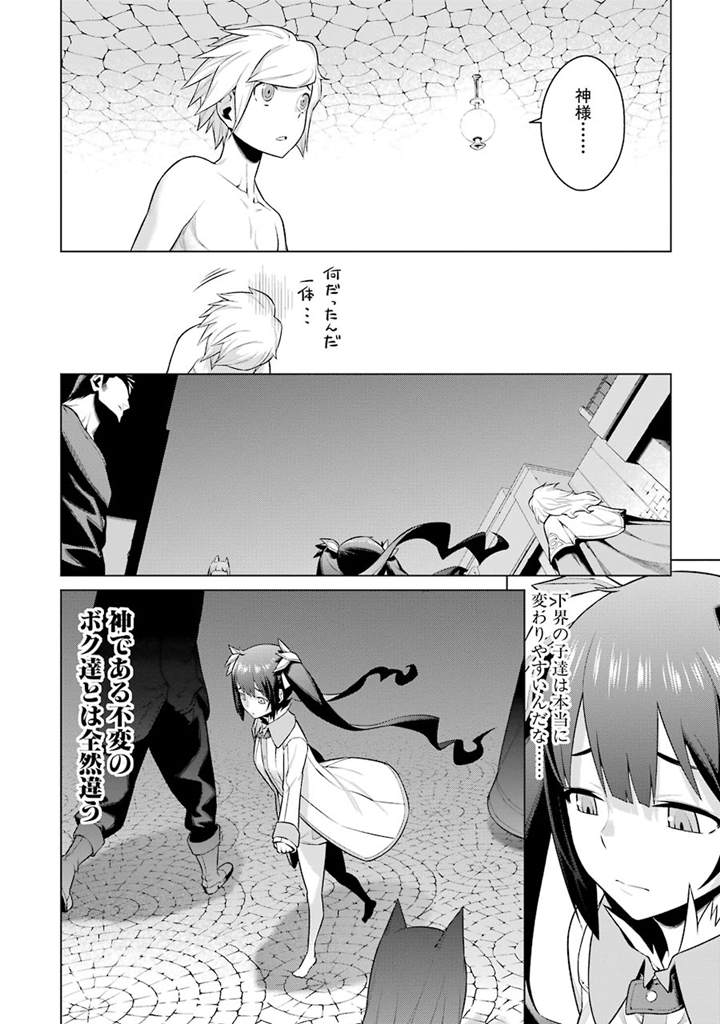 神様……
何だったんだ
一体…
下界の子達は本当に
変わりやすいんだな……
神である不変の
ボク達とは全然違う